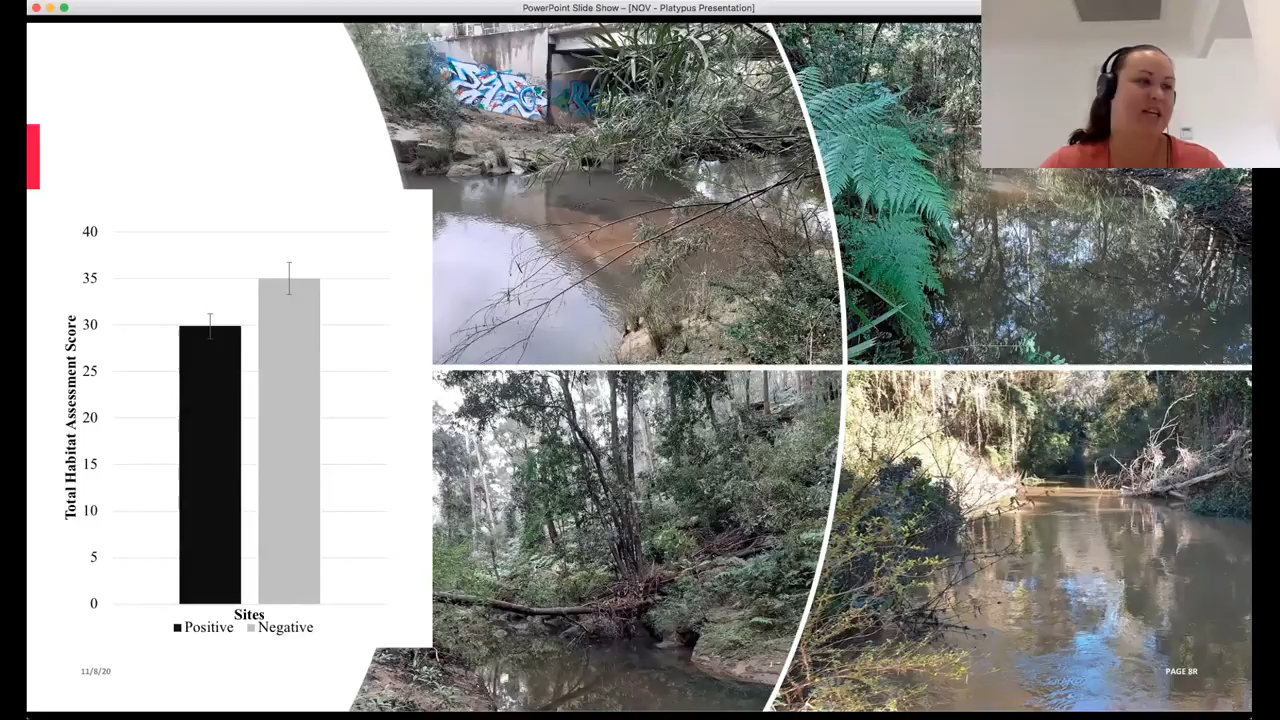 PowerPoint Slide Show – [NOV - Platypus Presentation]
40
35
30
25
20
15
10
5
0
Total Habitat Assessment Score
Sites
Positive Negative
11/8/20
PAGE 8R